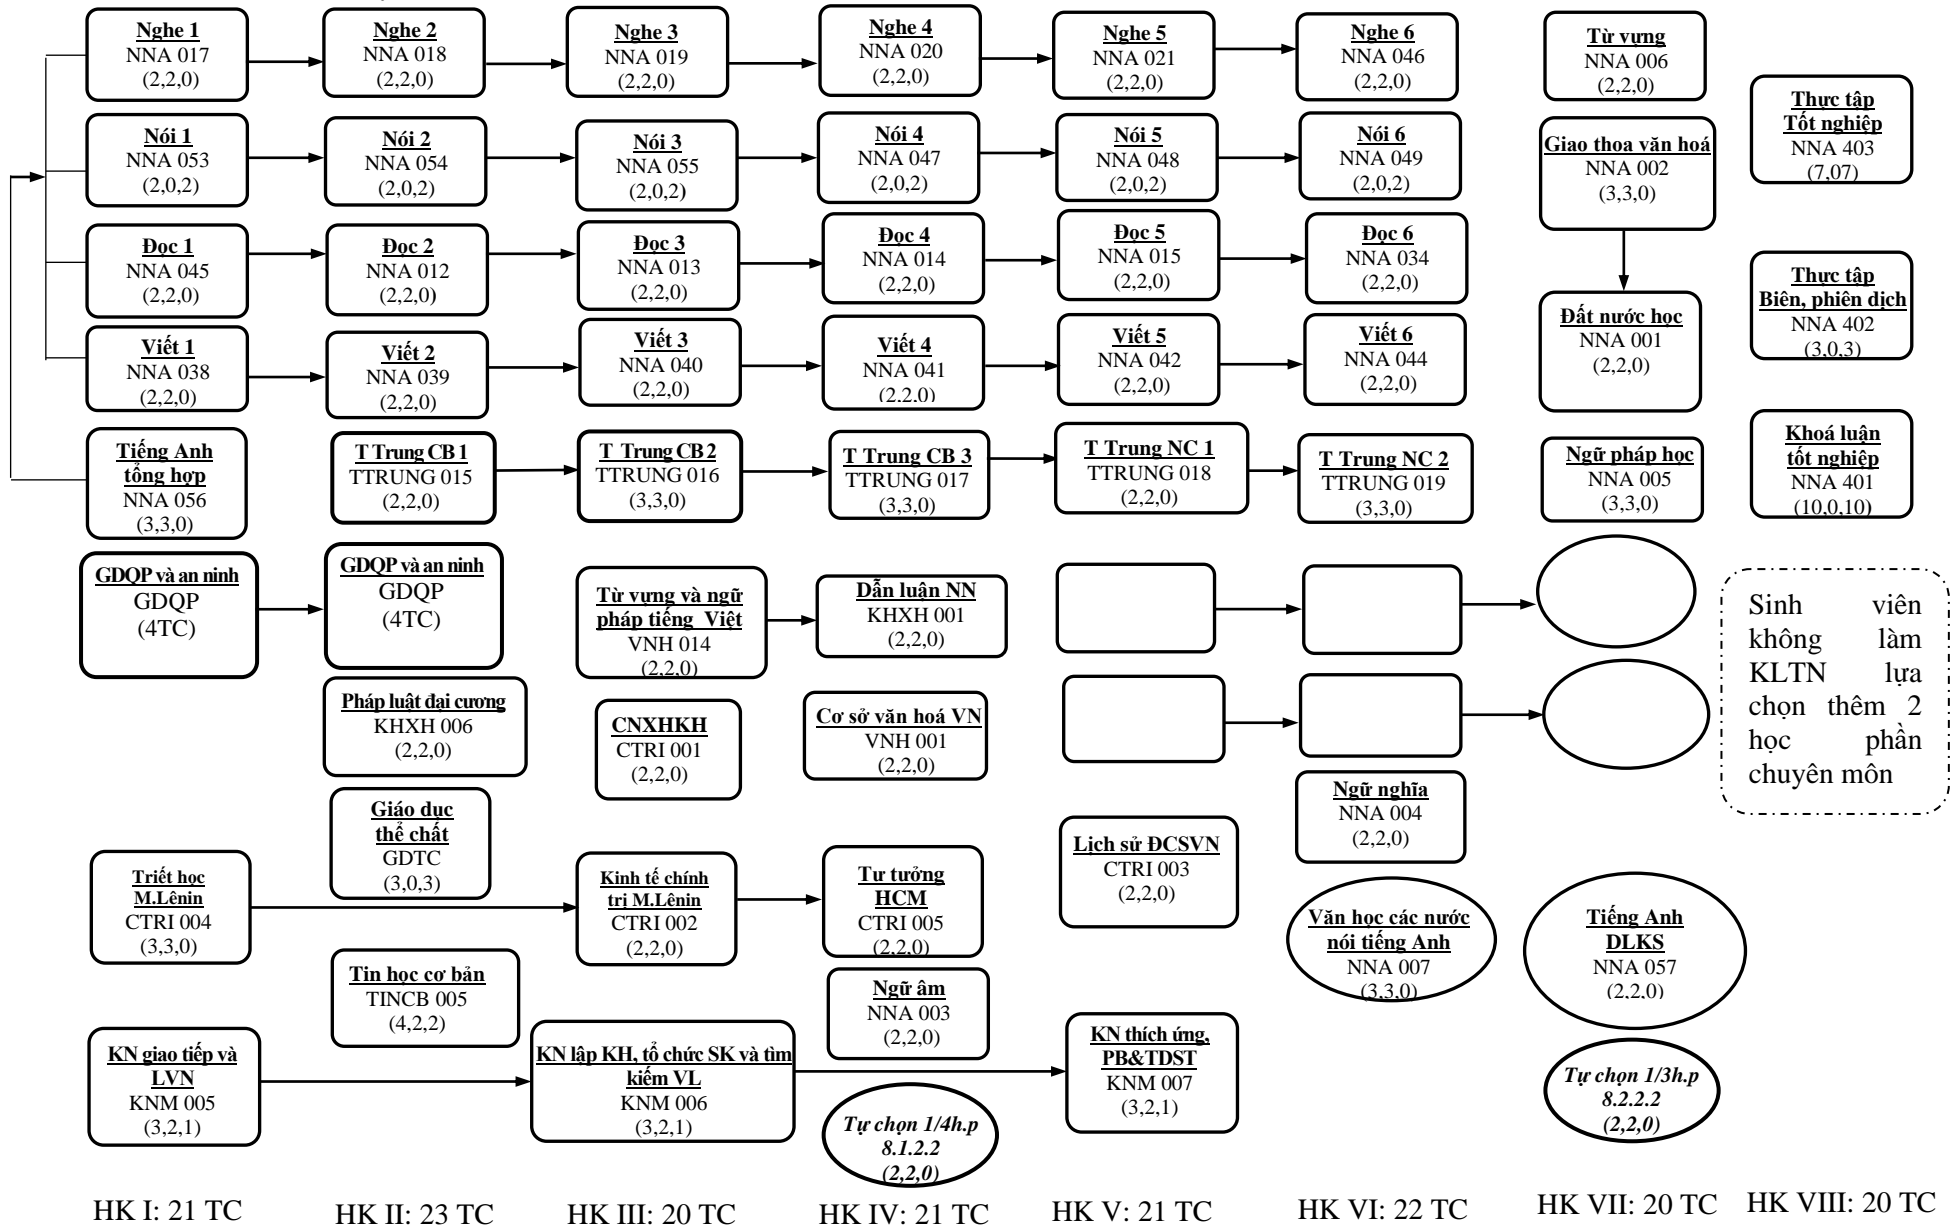 Nghe 1
NNA 017
(2,2,0)
Nghe 2
NNA 018
(2,2,0)
Nghe 3
NNA 019
(2,2,0)
Nghe 4
NNA 020
(2,2,0)
Nghe 5
NNA 021
(2,2,0)
Nghe 6
NNA 046
(2,2,0)
Từ vựng
NNA 006
(2,2,0)
Thực tập
Tốt nghiệp
NNA 403
(7,07)
Nói 1
NNA 053
(2,0,2)
Nói 2
NNA 054
(2,0,2)
Nói 3
NNA 055
(2,0,2)
Nói 4
NNA 047
(2,0,2)
Nói 5
NNA 048
(2,0,2)
Nói 6
NNA 049
(2,0,2)
Giao thoa văn hoá
NNA 002
(3,3,0)
Đọc 1
NNA 045
(2,2,0)
Đọc 2
NNA 012
(2,2,0)
Đọc 3
NNA 013
(2,2,0)
Đọc 4
NNA 014
(2,2,0)
Đọc 5
NNA 015
(2,2,0)
Đọc 6
NNA 034
(2,2,0)
Thực tập
Biên, phiên dịch
NNA 402
(3,0,3)
Viết 1
NNA 038
(2,2,0)
Viết 2
NNA 039
(2,2,0)
Viết 3
NNA 040
(2,2,0)
Viết 4
NNA 041
(2,2,0)
Viết 5
NNA 042
(2,2,0)
Viết 6
NNA 044
(2,2,0)
Đất nước học
NNA 001
(2,2,0)
Tiếng Anh
tổng hợp
NNA 056
(3,3,0)
T Trung CB 1
TTRUNG 015
(2,2,0)
T Trung CB 2
TTRUNG 016
(3,3,0)
T Trung CB 3
TTRUNG 017
(3,3,0)
T Trung NC 1
TTRUNG 018
(2,2,0)
T Trung NC 2
TTRUNG 019
(3,3,0)
Ngữ pháp học
NNA 005
(3,3,0)
Khoá luận
tốt nghiệp
NNA 401
(10,0,10)
GDQP và an ninh
GDQP
(4TC)
GDQP và an ninh
GDQP
(4TC)
Từ vựng và ngữ
pháp tiếng Việt
VNH 014
(2,2,0)
Dẫn luận NN
KHXH 001
(2,2,0)
Sinh viên
không làm
KLTN lựa
chọn thêm 2
học phần
chuyên môn
Pháp luật đại cương
KHXH 006
(2,2,0)
CNXHKH
CTRI 001
(2,2,0)
Cơ sở văn hoá VN
VNH 001
(2,2,0)
Ngữ nghĩa
NNA 004
(2,2,0)
Giáo dục
thể chất
GDTC
(3,0,3)
Lịch sử ĐCSVN
CTRI 003
(2,2,0)
Triết học
M.Lênin
CTRI 004
(3,3,0)
Kinh tế chính
trị M.Lênin
CTRI 002
(2,2,0)
Tư tưởng
HCM
CTRI 005
(2,2,0)
Văn học các nước
nói tiếng Anh
NNA 007
(3,3,0)
Tiếng Anh
DLKS
NNA 057
(2,2,0)
Tin học cơ bản
TINCB 005
(4,2,2)
Ngữ âm
NNA 003
(2,2,0)
KN giao tiếp và
LVN
KNM 005
(3,2,1)
KN lập KH, tổ chức SK và tìm
kiếm VL
KNM 006
(3,2,1)
KN thích ứng,
PB&TDST
KNM 007
(3,2,1)
Tự chọn 1/4h.p
8.1.2.2
(2,2,0)
Tự chọn 1/3h.p
8.2.2.2
(2,2,0)
HK I: 21 TC
HK II: 23 TC
HK III: 20 TC
HK IV: 21 TC
HK V: 21 TC
HK VI: 22 TC
HK VII: 20 TC
HK VIII: 20 TC